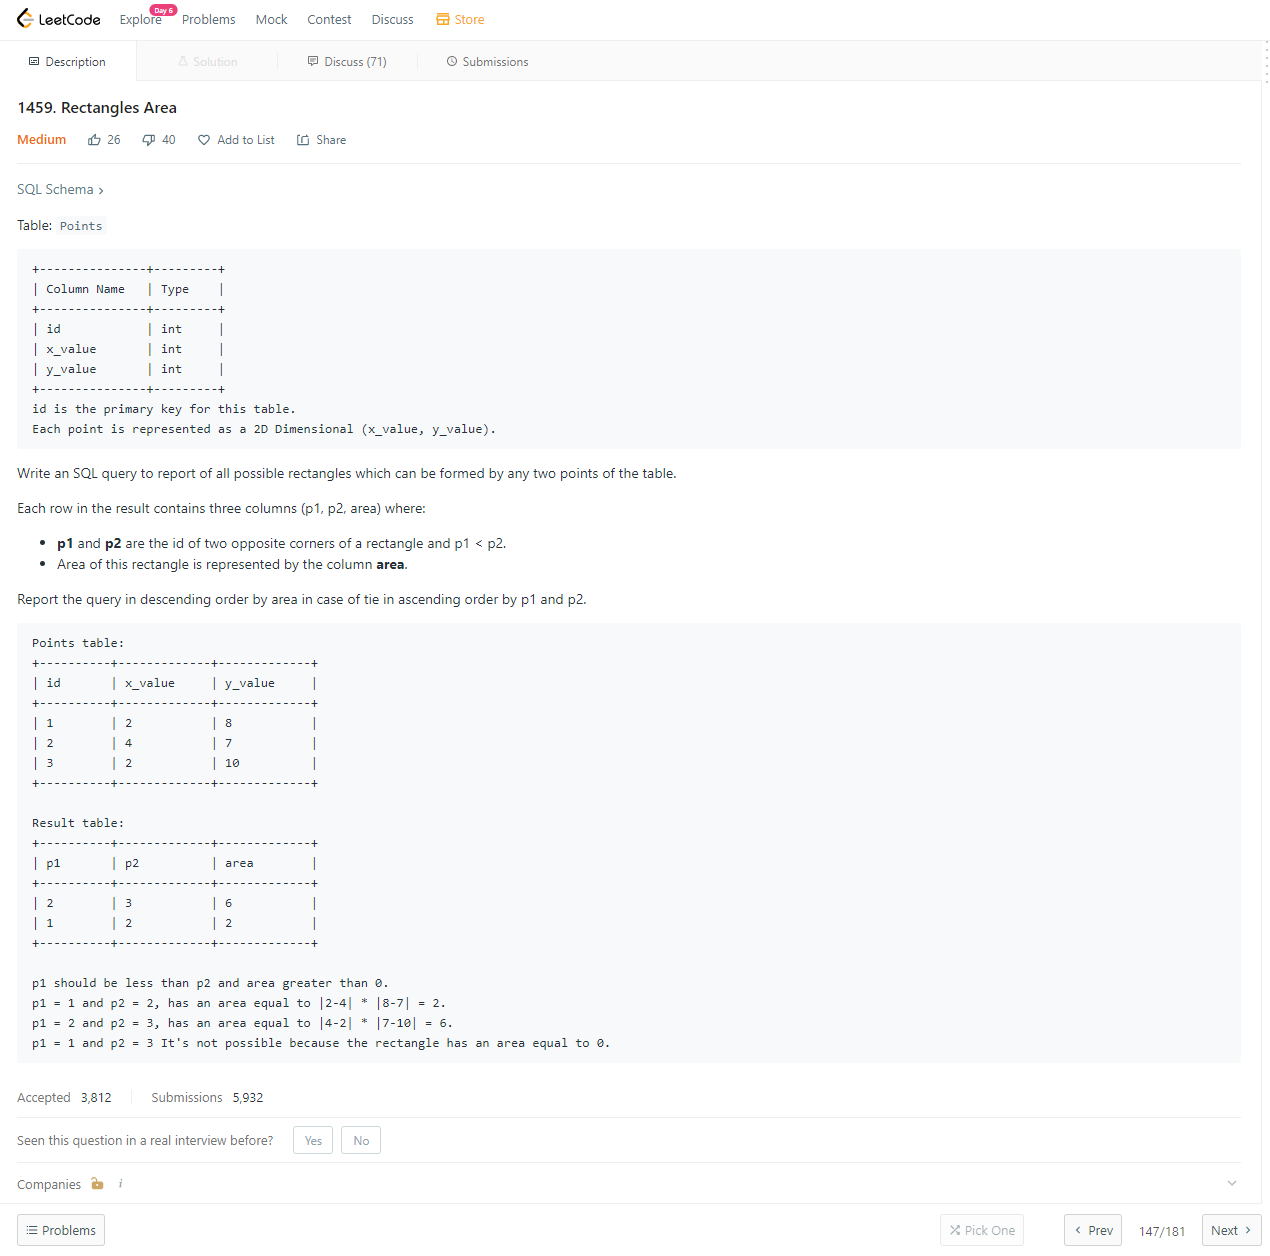 LeetCode Explore Day 6 Problems Mock Contest Discuss Store
Description Solution Discuss (71) Submissions
1459. Rectangles Area
Medium 26 40 Add to List Share
SQL Schema ›
Table: Points
+---------------+---------+
| Column Name   | Type    |
+---------------+---------+
| id            | int     |
| x_value       | int     |
| y_value       | int     |
+---------------+---------+
id is the primary key for this table.
Each point is represented as a 2D Dimensional (x_value, y_value).
Write an SQL query to report of all possible rectangles which can be formed by any two points of the table.
Each row in the result contains three columns (p1, p2, area) where:
• p1 and p2 are the id of two opposite corners of a rectangle and p1 < p2.
• Area of this rectangle is represented by the column area.
Report the query in descending order by area in case of tie in ascending order by p1 and p2.
Points table:
+----------+-------------+-------------+
| id       | x_value     | y_value     |
+----------+-------------+-------------+
| 1        | 2           | 8           |
| 2        | 4           | 7           |
| 3        | 2           | 10          |
+----------+-------------+-------------+
Result table:
+----------+-------------+-------------+
| p1       | p2          | area        |
+----------+-------------+-------------+
| 2        | 3           | 6           |
| 1        | 2           | 2           |
+----------+-------------+-------------+
p1 should be less than p2 and area greater than 0.
p1 = 1 and p2 = 2, has an area equal to |2-4| * |8-7| = 2.
p1 = 2 and p2 = 3, has an area equal to |4-2| * |7-10| = 6.
p1 = 1 and p2 = 3 It's not possible because the rectangle has an area equal to 0.
Accepted 3,812 Submissions 5,932
Seen this question in a real interview before? Yes No
Companies i
Problems Pick One ‹ Prev 147/181 Next ›